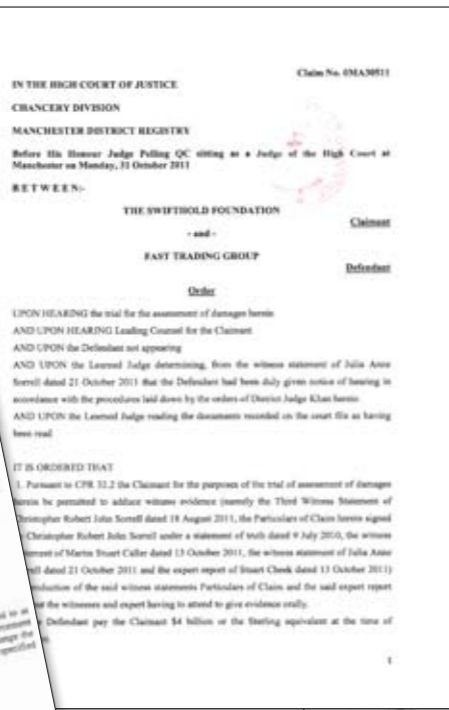 Claim No. 0MA30511
IN THE HIGH COURT OF JUSTICE
CHANCERY DIVISION
MANCHESTER DISTRICT REGISTRY
Before His Honour Judge Pelling QC sitting as a Judge of the High Court at
Manchester on Monday, 31 October 2011
B E T W E E N:-
THE SWIFTHOLD FOUNDATION
Claimant
- and -
FAST TRADING GROUP
Defendant
Order
UPON HEARING the trial for the assessment of damages herein
AND UPON HEARING Leading Counsel for the Claimant
AND UPON the Defendant not appearing
AND UPON the Learned Judge determining, from the witness statement of Julia Anne
Sorrell dated 21 October 2011 that the Defendant had been duly given notice of hearing in
accordance with the procedures laid down by the orders of District Judge Khan herein
AND UPON the Learned Judge reading the documents recorded on the court file as having
been read
IT IS ORDERED THAT
1. Pursuant to CPR 32.2 the Claimant for the purposes of the trial of assessment of damages
herein be permitted to adduce witness evidence (namely the Third Witness Statement of
Christopher Robert John Sorrell dated 18 August 2011, the Particulars of Claim herein signed
Christopher Robert John Sorrell under a statement of truth dated 9 July 2010, the witness
ement of Martin Stuart Caller dated 13 October 2011, the witness statement of Julia Anne
rell dated 21 October 2011 and the expert report of Stuart Cheek dated 13 October 2011)
oduction of the said witness statements Particulars of Claim and the said expert report
ut the witnesses and expert having to attend to give evidence orally.
Defendant pay the Claimant $4 billion or the Sterling equivalent at the time of
ed to as
ange the
specified
1